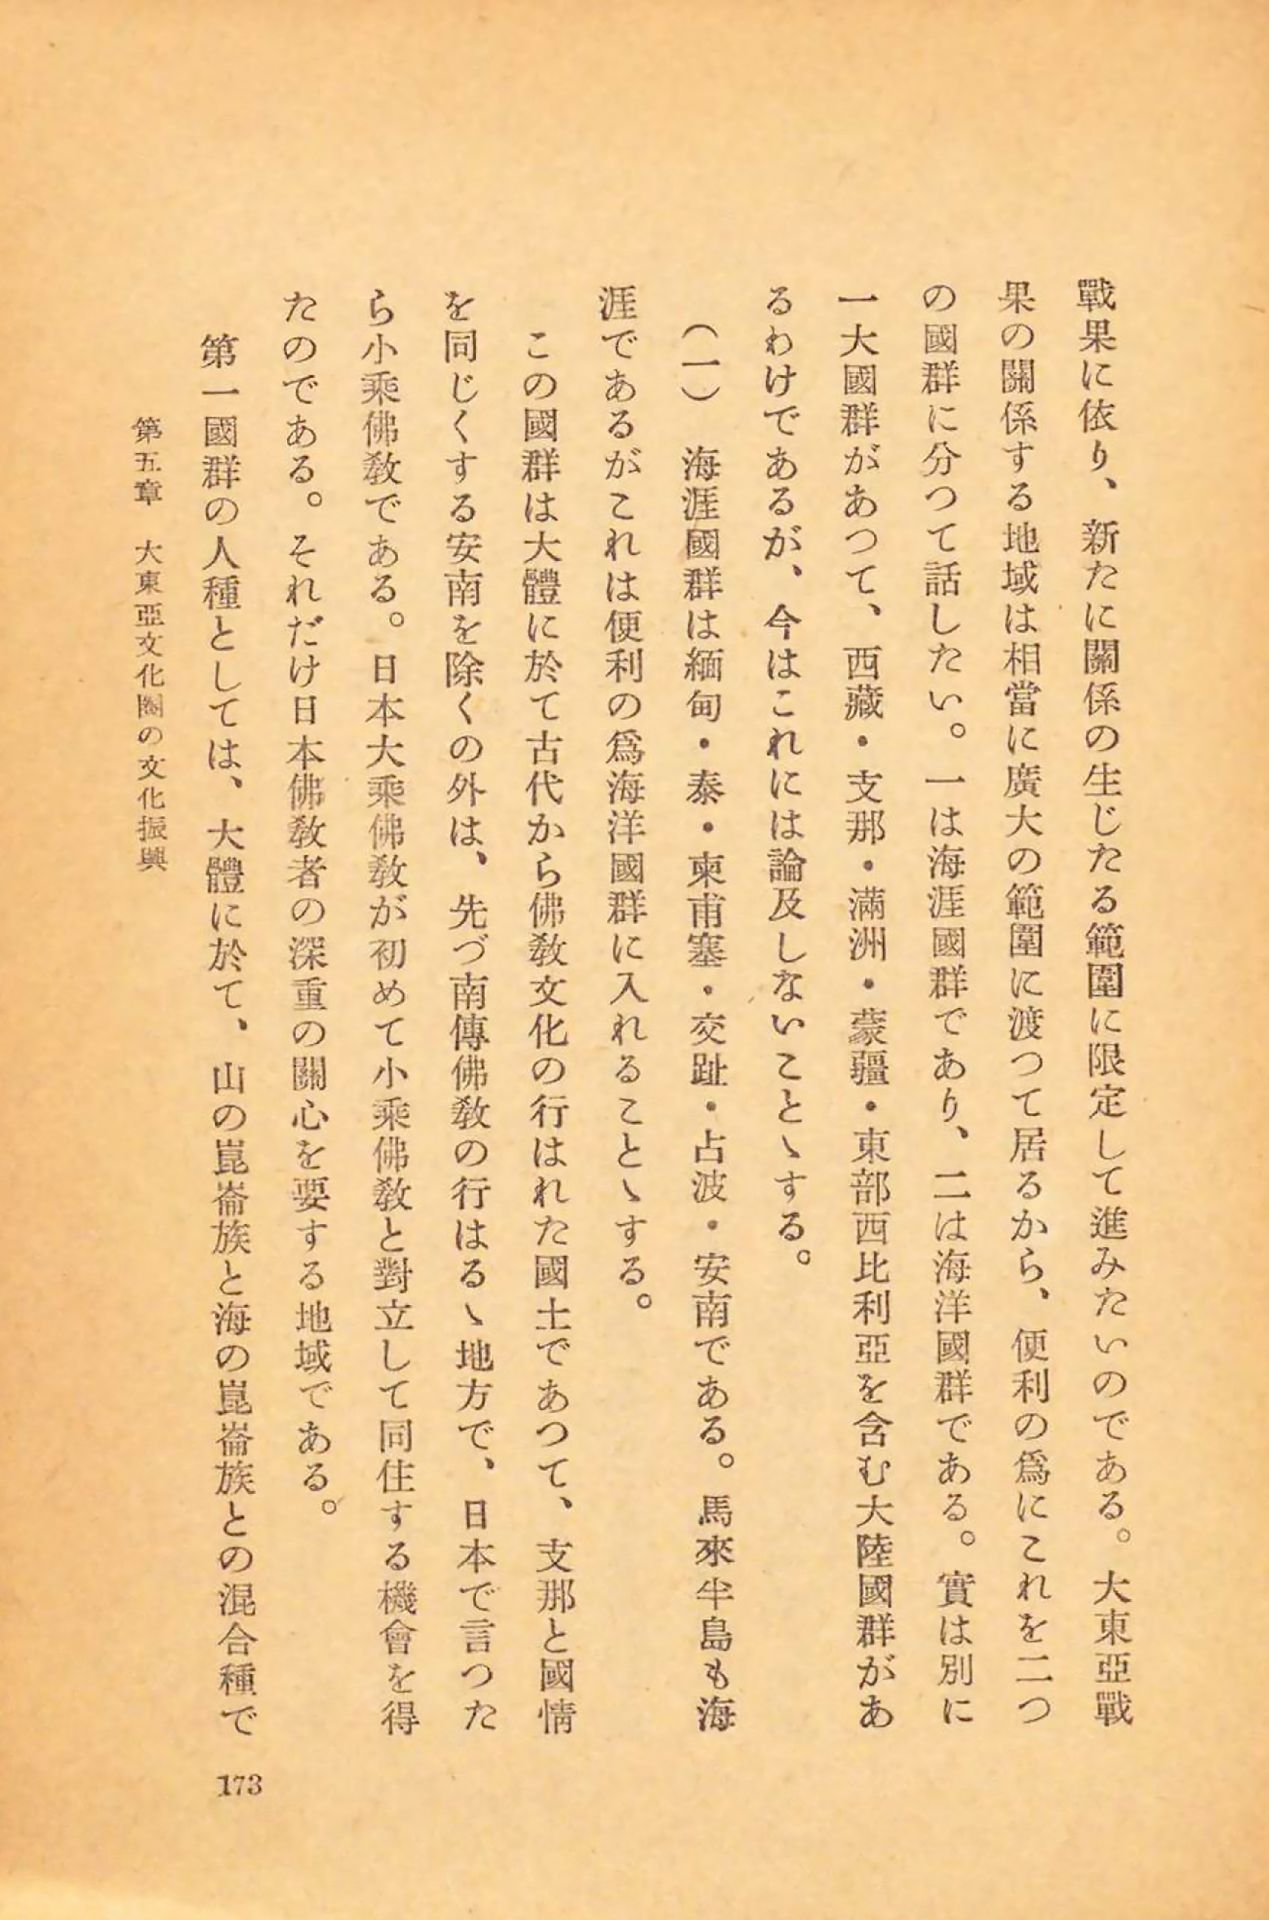 戰果に依り、新たに關係の生じたる範圍に限定して進みたいのである。大東亞戰
果の關係する地域は相當に廣大の範圍に渡つて居るから、便利の爲にこれを二つ
の國群に分つて話したい。一は海涯國群であり、二は海洋國群である。實は別に
一大國群があつて、西藏・支那・滿洲・蒙疆・東部西比利亞を含む大陸國群があ
るわけであるが、今はこれには論及しないことゝする。
(一)　海涯國群は緬甸・泰・柬甫塞・交趾・占波・安南である。馬來半島も海
涯であるがこれは便利の爲海洋國群に入れることゝする。
この國群は大體に於て古代から佛敎文化の行はれた國土であつて、支那と國情
を同じくする安南を除くの外は、先づ南傳佛敎の行はるゝ地方で、日本で言つた
ら小乘佛敎である。日本大乘佛敎が初めて小乘佛敎と對立して同住する機會を得
たのである。それだけ日本佛敎者の深重の關心を要する地域である。
第一國群の人種としては、大體に於て、山の崑崙族と海の崑崙族との混合種で
第五章　大東亞文化圈の文化振興
173